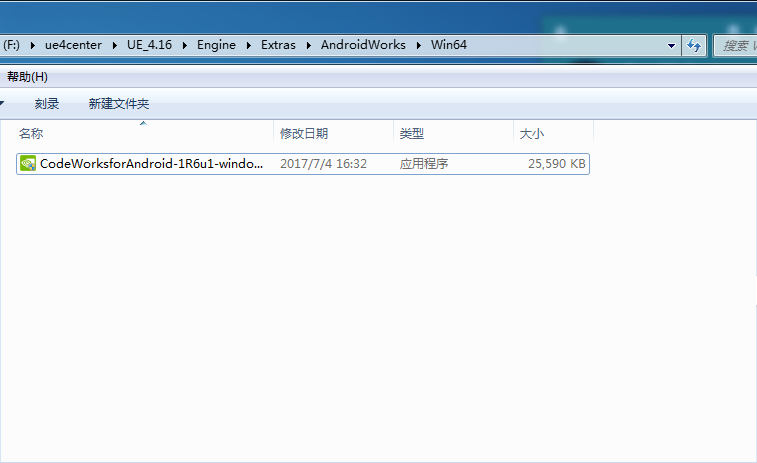 (F:) ue4center UE_4.16 Engine Extras AndroidWorks Win64 搜索
帮助(H)
刻录 新建文件夹
名称 修改日期 类型 大小
CodeWorksforAndroid-1R6u1-windo... 2017/7/4 16:32 应用程序 25,590 KB